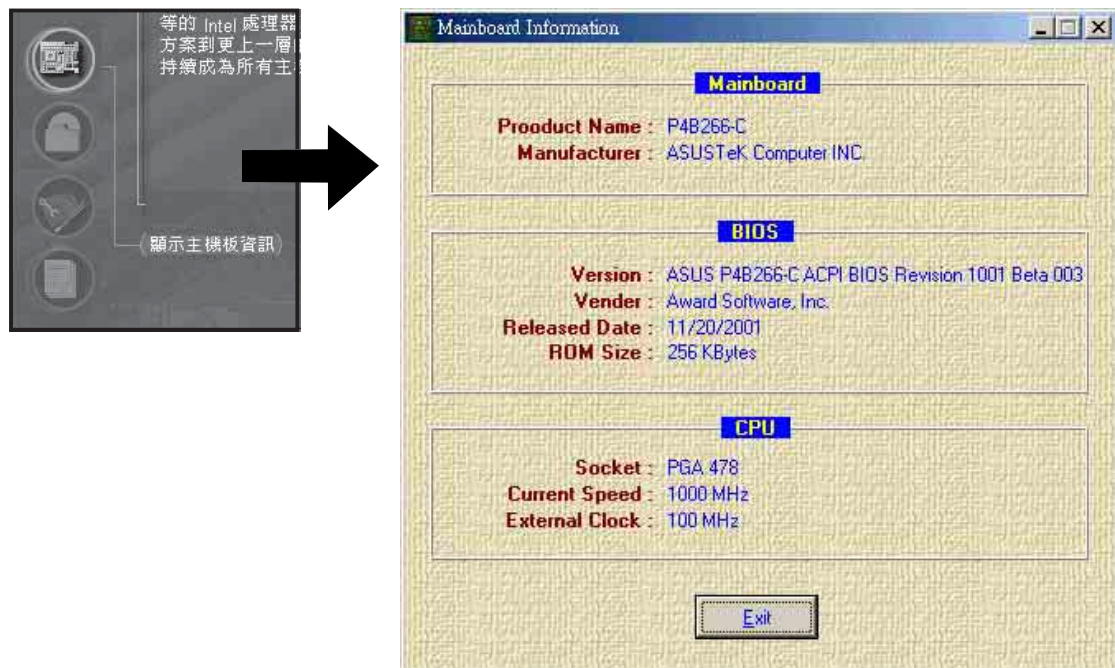 等的 Intel 處理器
方案到更上一層
持續成為所有主
顯示主機板資訊
Mainboard Information
Mainboard
Prooduct Name : P4B266-C
Manufacturer : ASUSTeK Computer INC.
BIOS
Version : ASUS P4B266-C ACPI BIOS Revision 1001 Beta 003
Vender : Award Software, Inc.
Released Date : 11/20/2001
ROM Size : 256 KBytes
CPU
Socket : PGA 478
Current Speed : 1000 MHz
External Clock : 100 MHz
Exit